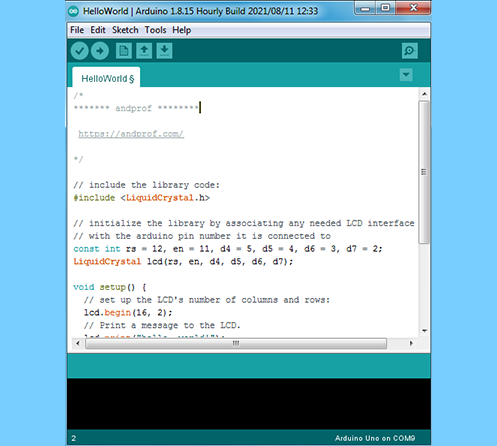 HelloWorld | Arduino 1.8.15 Hourly Build 2021/08/11 12:33
File Edit Sketch Tools Help
HelloWorld §
/*
******* andprof ********
https://andprof.com/
*/
// include the library code:
#include <LiquidCrystal.h>
// initialize the library by associating any needed LCD interface
// with the arduino pin number it is connected to
const int rs = 12, en = 11, d4 = 5, d5 = 4, d6 = 3, d7 = 2;
LiquidCrystal lcd(rs, en, d4, d5, d6, d7);
void setup() {
// set up the LCD's number of columns and rows:
lcd.begin(16, 2);
// Print a message to the LCD.
lcd.print("hello, world!");
2
Arduino Uno on COM9